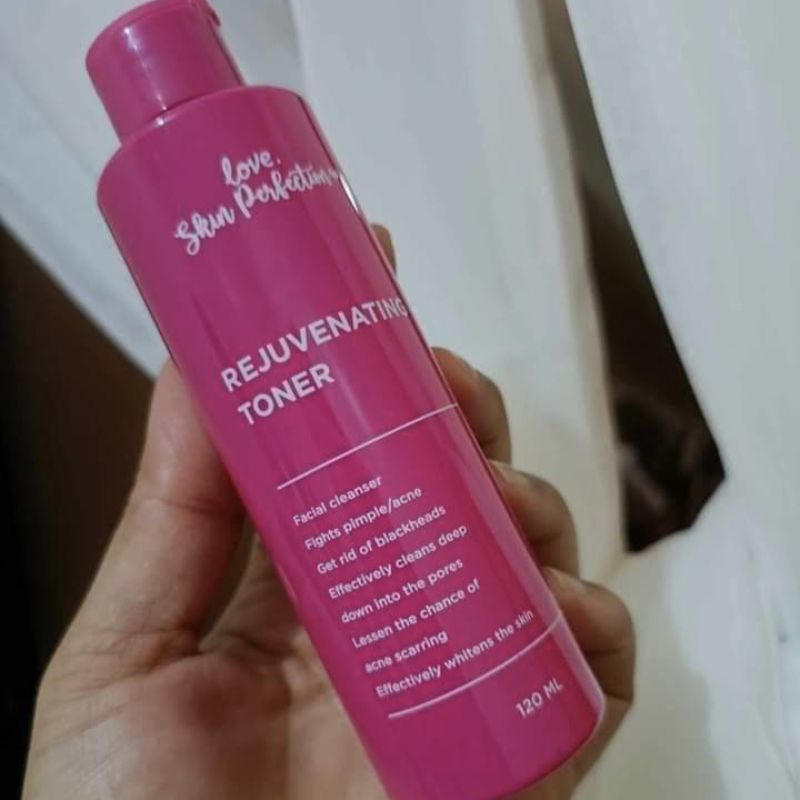 love,
Skin Perfection
REJUVENATING
TONER
Facial cleanser
Fights pimple/acne
Get rid of blackheads
Effectively cleans deep
down into the pores
Lessen the chance of
acne scarring
Effectively whitens the skin
120 ML